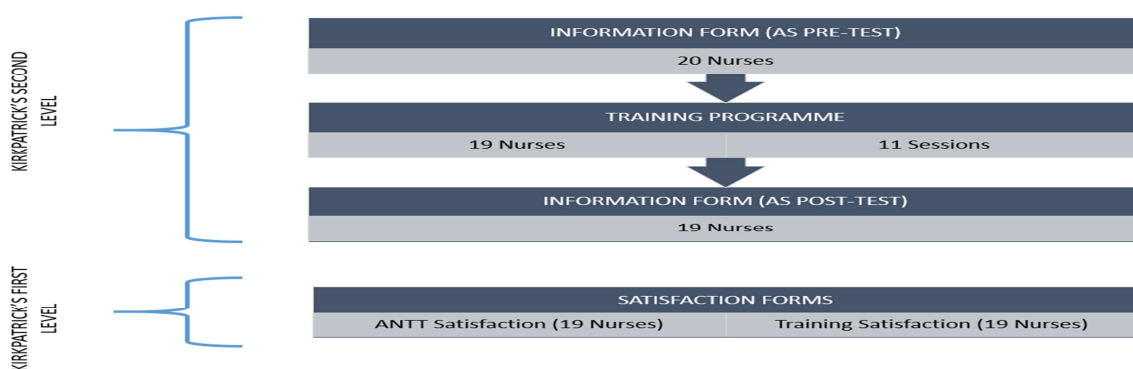 KIRKPATRICK'S SECOND
LEVEL
INFORMATION FORM (AS PRE-TEST)
20 Nurses
TRAINING PROGRAMME
19 Nurses
11 Sessions
INFORMATION FORM (AS POST-TEST)
19 Nurses
KIRKPATRICK'S FIRST
LEVEL
SATISFACTION FORMS
ANTT Satisfaction (19 Nurses)
Training Satisfaction (19 Nurses)